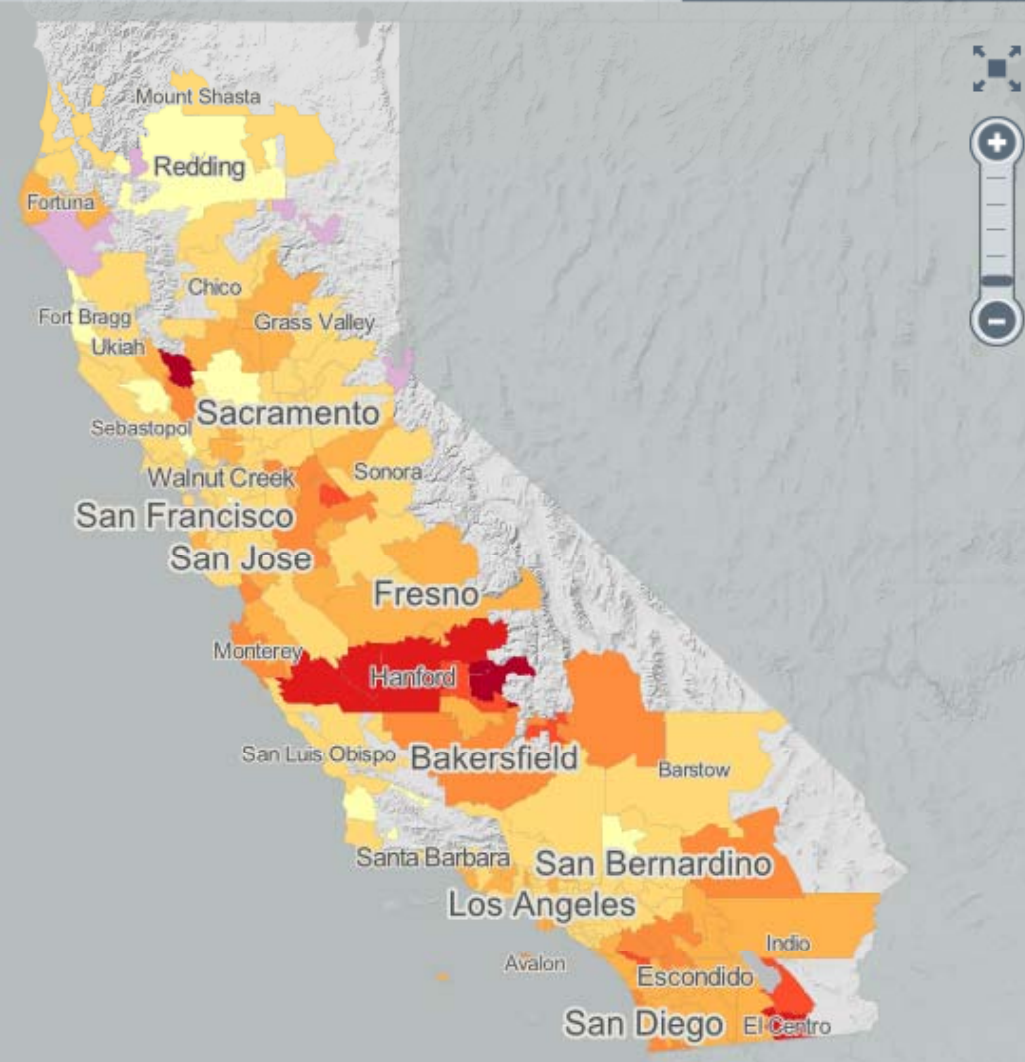 Mount Shasta
Redding
Fortuna
Chico
Fort Bragg
Grass Valley
Ukiah
Sacramento
Sebastopol
Sonora
Walnut Creek
San Francisco
San Jose
Fresno
Monterey
Hanford
San Luis Obispo
Bakersfield
Barstow
Santa Barbara
San Bernardino
Los Angeles
Indio
Avalon
Escondido
San Diego
El Centro